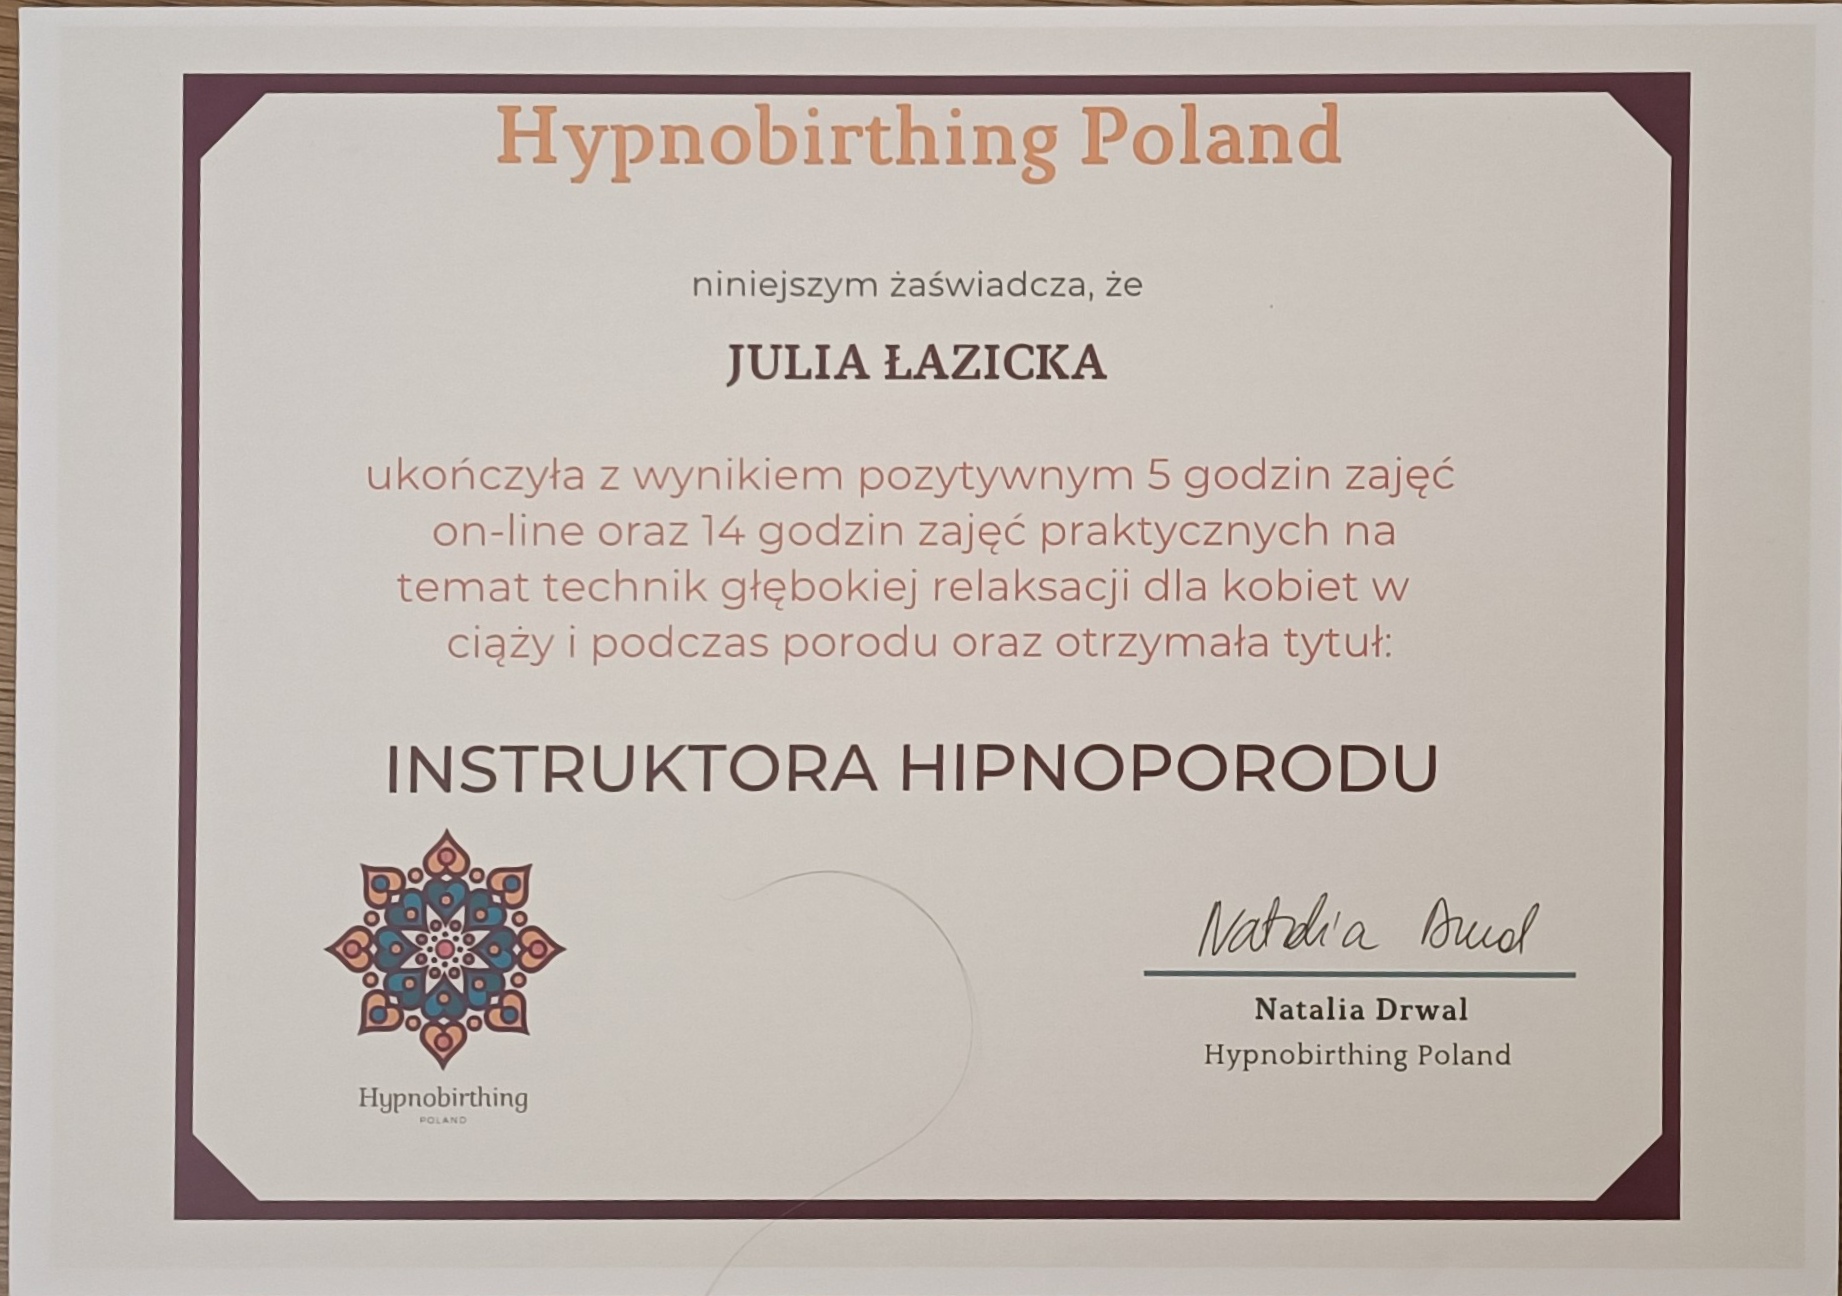 Hypnobirthing Poland
niniejszym żaświadcza, że
JULIA ŁAZICKA
ukończyła z wynikiem pozytywnym 5 godzin zajęć
on-line oraz 14 godzin zajęć praktycznych na
temat technik głębokiej relaksacji dla kobiet w
ciąży i podczas porodu oraz otrzymała tytuł:
INSTRUKTORA HIPNOPORODU
Natalia Drwal
Natalia Drwal
Hypnobirthing Poland
Hypnobirthing
POLAND